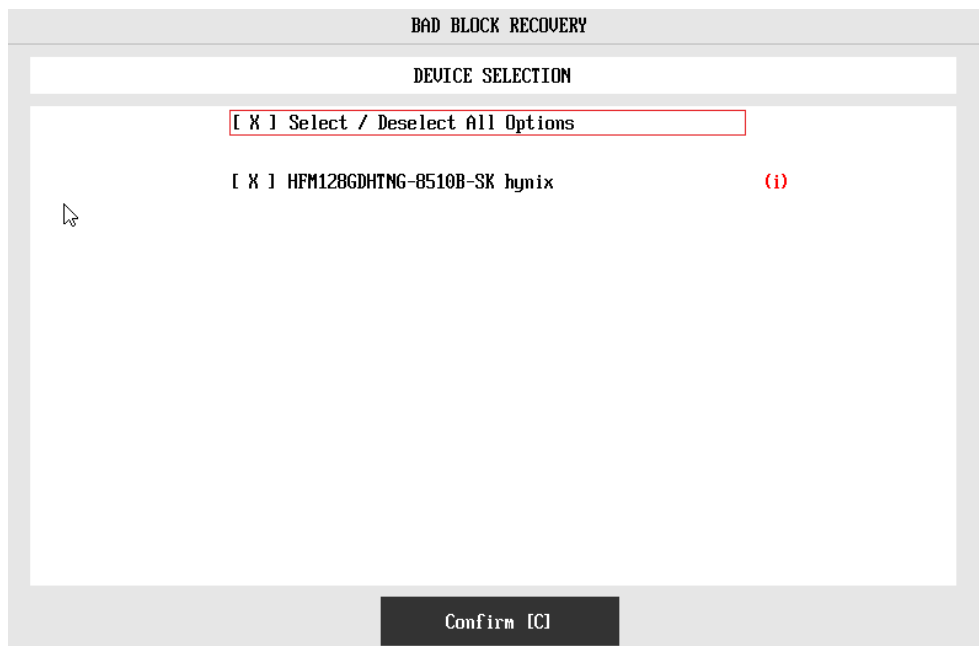 BAD BLOCK RECOVERY
DEVICE SELECTION
[ X ] Select / Deselect All Options
[ X ] HFM128GDHTNG-8510B-SK hynix (i)
Confirm [C]